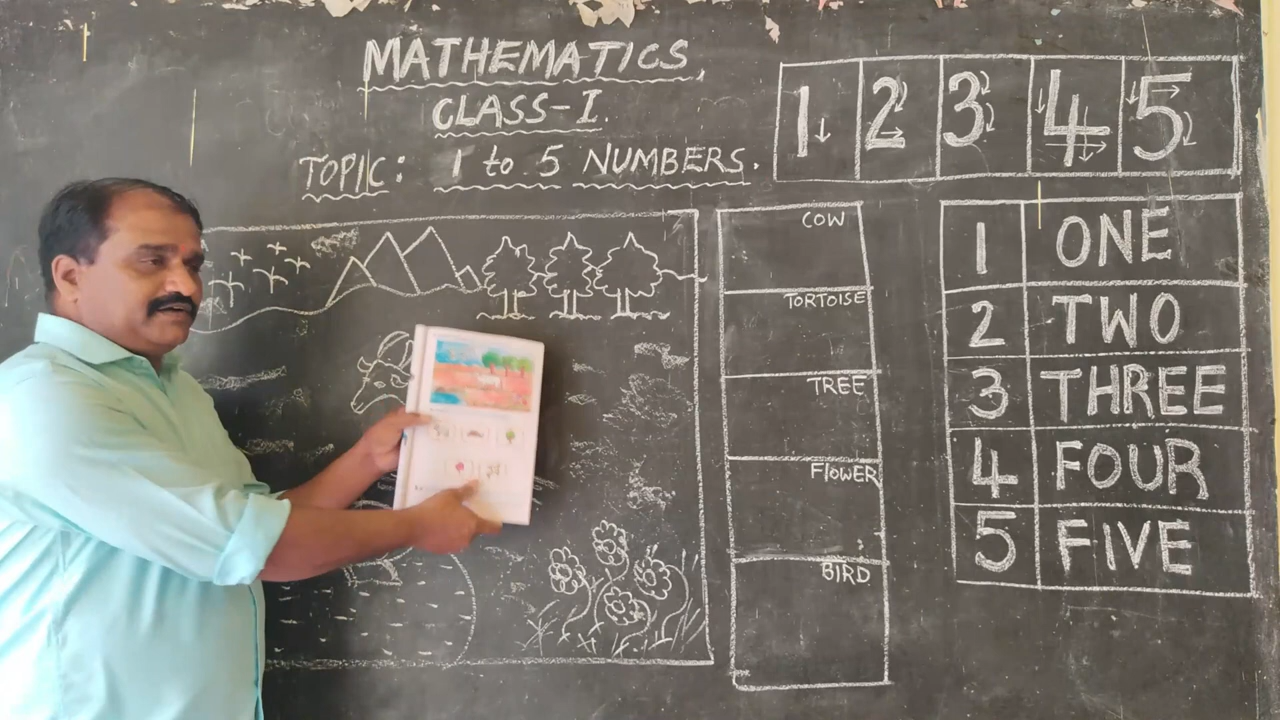 MATHEMATICS,
CLASS-I.
TOPIC: 1 to 5 NUMBERS.
1 2 3 4 5
COW
TORTOISE
TREE
FLOWER
BIRD
1 ONE
2 TWO
3 THREE
4 FOUR
5 FIVE